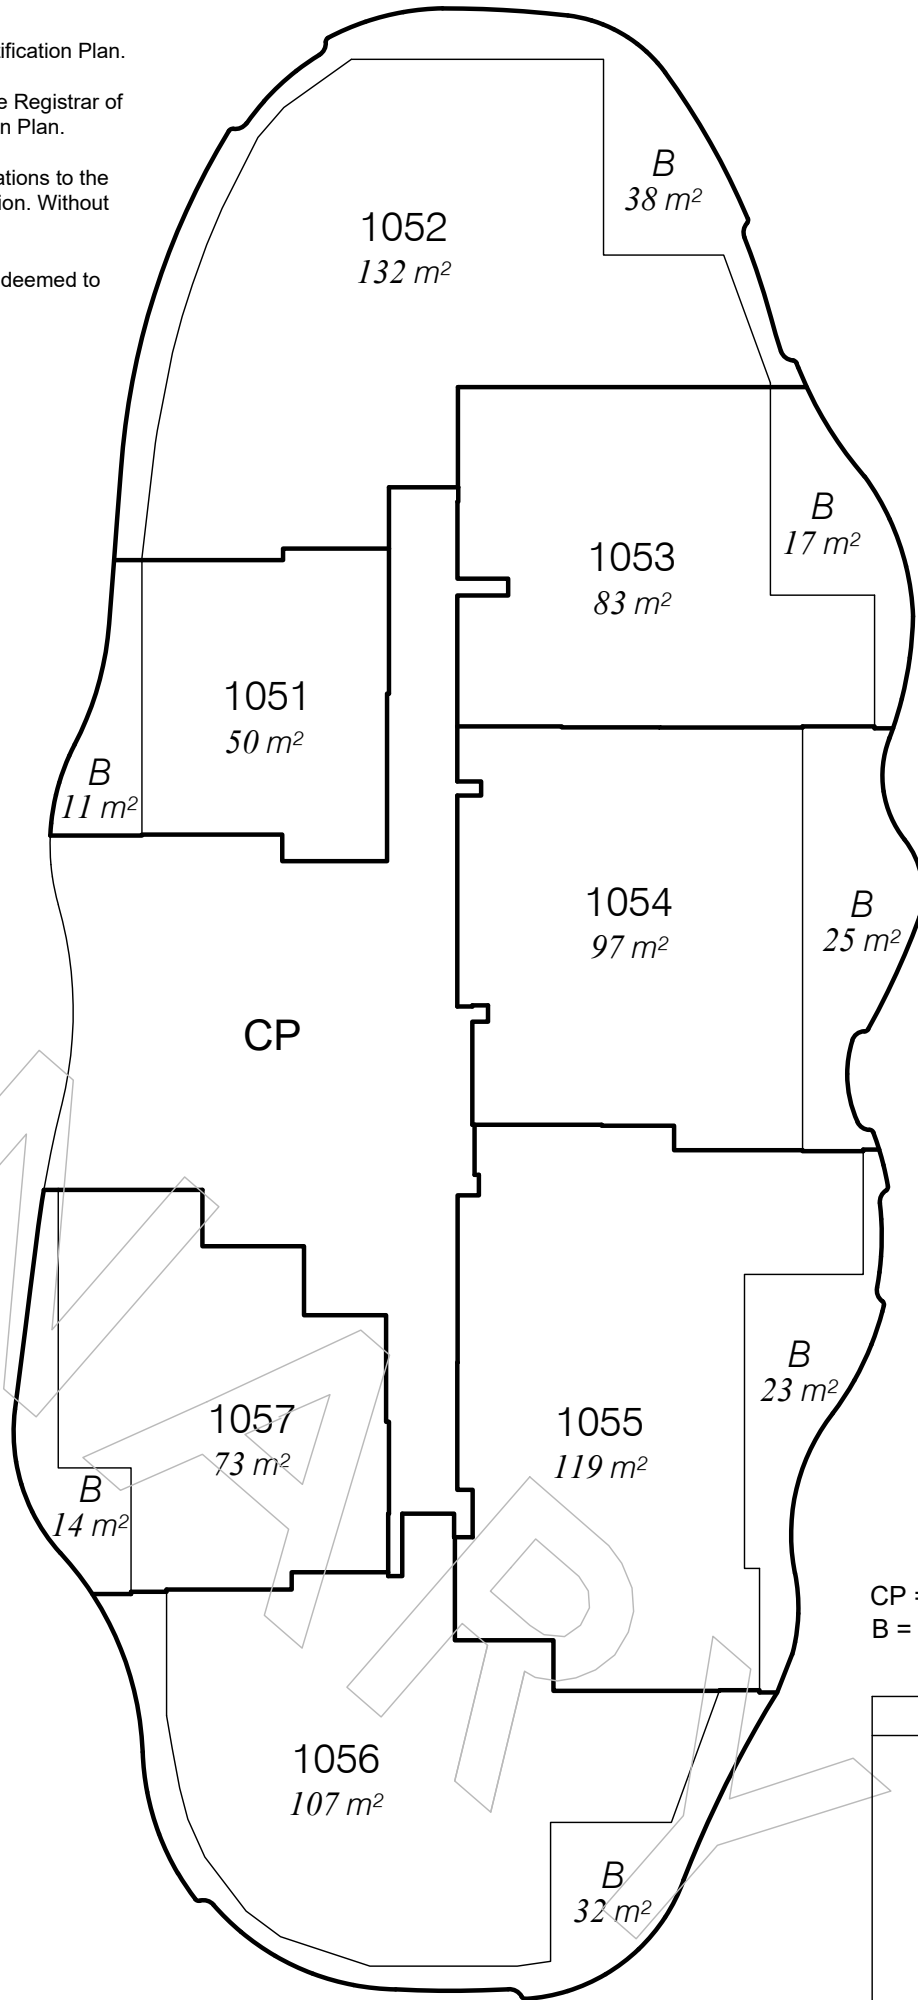 ification Plan.
e Registrar of
n Plan.
ations to the
ion. Without
deemed to
B
38 m²
1052
132 m²
B
17 m²
1053
83 m²
1051
50 m²
B
11 m²
1054
97 m²
B
25 m²
CP
B
23 m²
1057
73 m²
1055
119 m²
B
14 m²
CP =
B =
1056
107 m²
B
32 m²